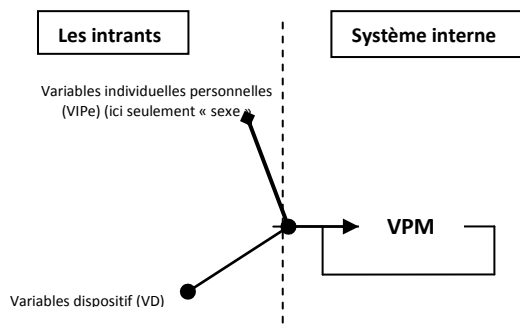 Les intrants
Système interne
Variables individuelles personnelles
(VIPe) (ici seulement « sexe »
VPM
Variables dispositif (VD)